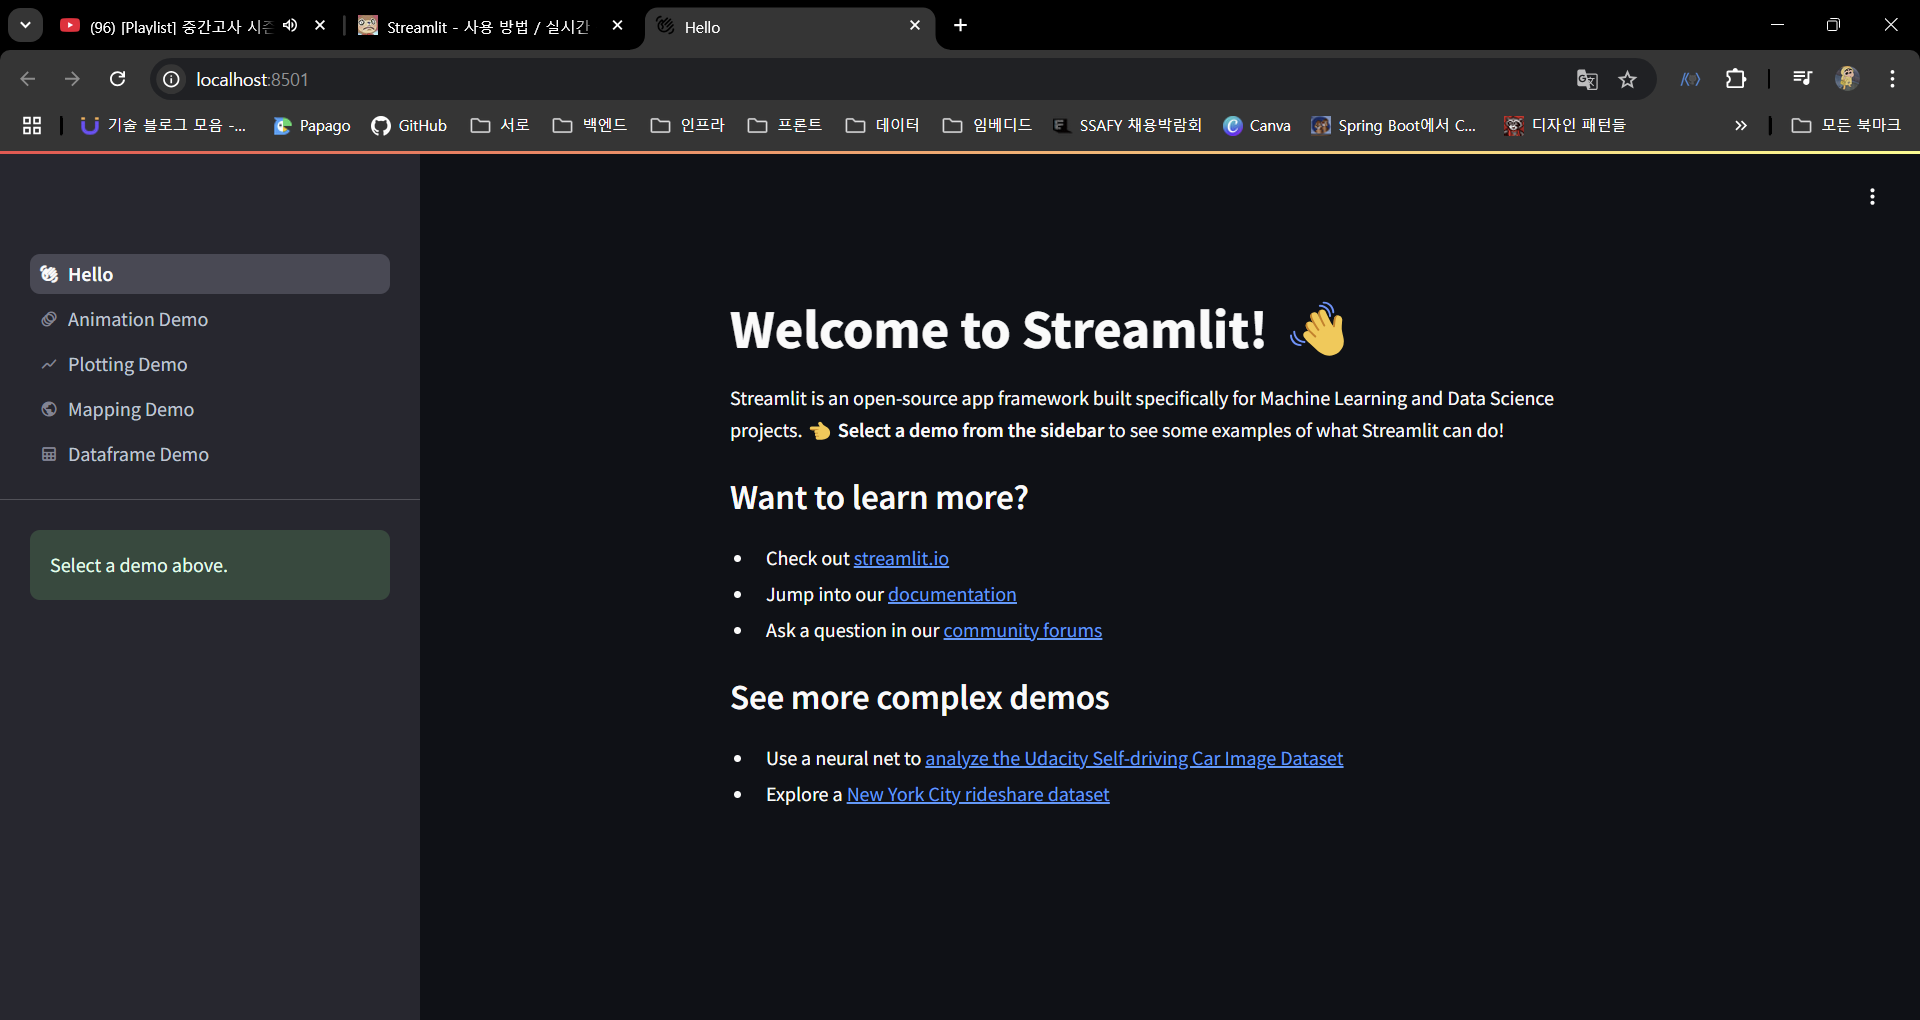 (96) [Playlist] 중간고사 시즌
Streamlit - 사용 방법 / 실시간
Hello
localhost:8501
기술 블로그 모음 -...
Papago
GitHub
서로
백엔드
인프라
프론트
데이터
임베디드
SSAFY 채용박람회
Canva
Spring Boot에서 C...
디자인 패턴들
모든 북마크
Hello
Animation Demo
Plotting Demo
Mapping Demo
Dataframe Demo
Select a demo above.
Welcome to Streamlit! 👋
Streamlit is an open-source app framework built specifically for Machine Learning and Data Science
projects. 👈 Select a demo from the sidebar to see some examples of what Streamlit can do!
Want to learn more?
• Check out streamlit.io
• Jump into our documentation
• Ask a question in our community forums
See more complex demos
• Use a neural net to analyze the Udacity Self-driving Car Image Dataset
• Explore a New York City rideshare dataset